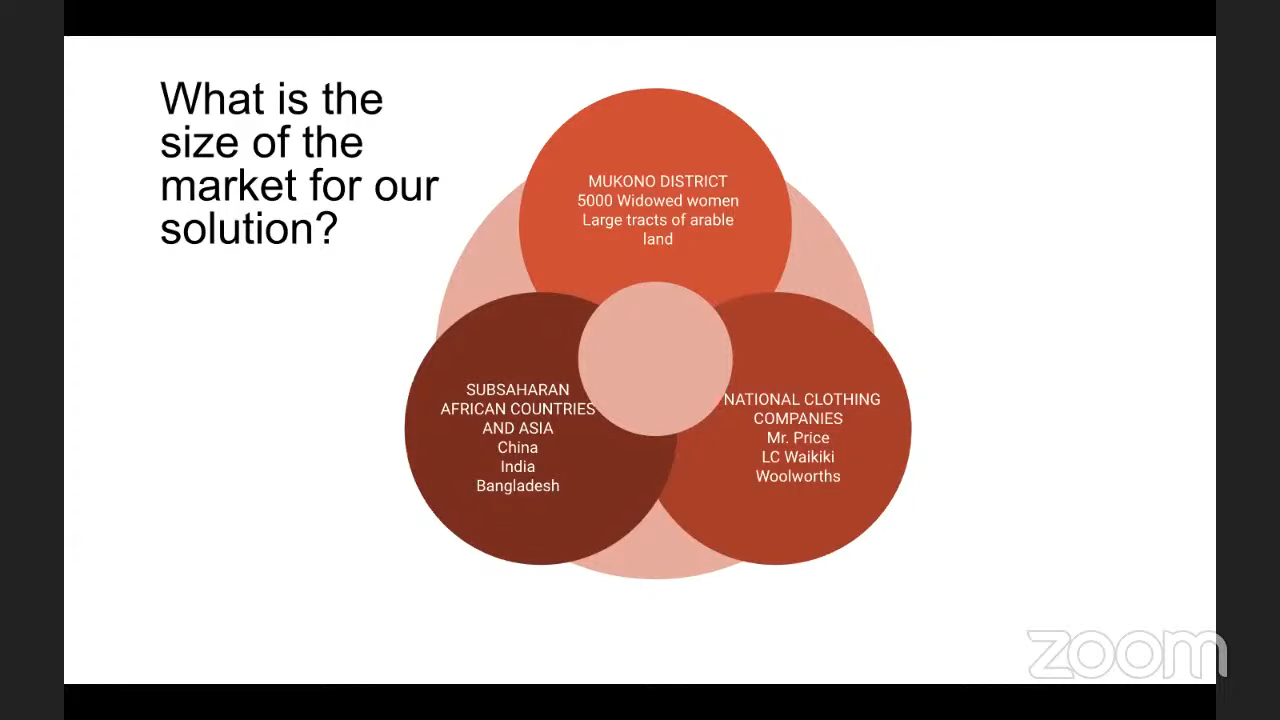 What is the
size of the
market for our
solution?
MUKONO DISTRICT
5000 Widowed women
Large tracts of arable
land
SUBSAHARAN
AFRICAN COUNTRIES
AND ASIA
China
India
Bangladesh
NATIONAL CLOTHING
COMPANIES
Mr. Price
LC Waikiki
Woolworths
zoom